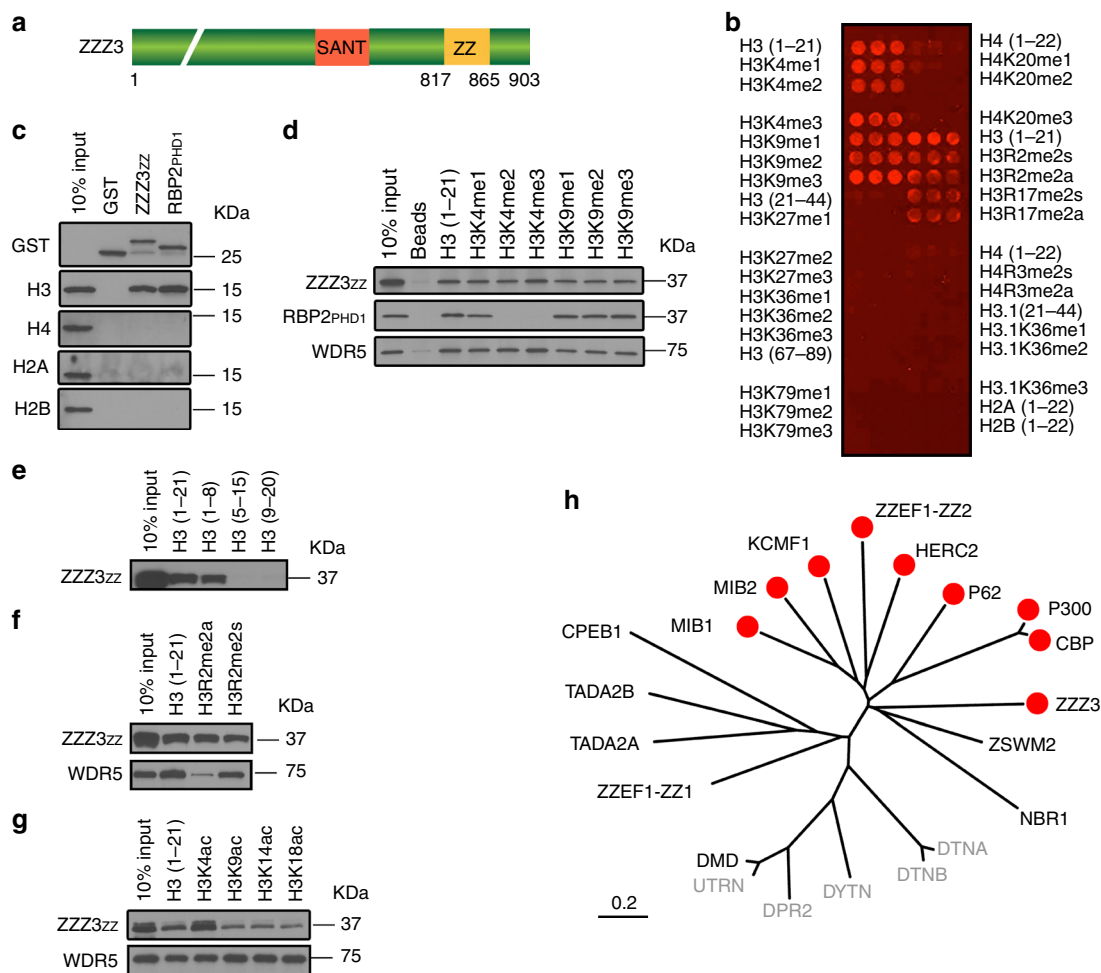 a
ZZZ3
SANT
ZZ
1
817
865
903
b
H3 (1–21)
H3K4me1
H3K4me2
H3K4me3
H3K9me1
H3K9me2
H3K9me3
H3 (21–44)
H3K27me1
H3K27me2
H3K27me3
H3K36me1
H3K36me2
H3K36me3
H3 (67–89)
H3K79me1
H3K79me2
H3K79me3
H4 (1–22)
H4K20me1
H4K20me2
H4K20me3
H3 (1–21)
H3R2me2s
H3R2me2a
H3R17me2s
H3R17me2a
H4 (1–22)
H4R3me2s
H4R3me2a
H3.1(21–44)
H3.1K36me1
H3.1K36me2
H3.1K36me3
H2A (1–22)
H2B (1–22)
c
10% input
GST
ZZZ3zz
RBP2PHD1
KDa
GST
25
H3
15
H4
15
H2A
15
H2B
15
d
10% input
Beads
H3 (1–21)
H3K4me1
H3K4me2
H3K4me3
H3K9me1
H3K9me2
H3K9me3
KDa
ZZZ3zz
37
RBP2PHD1
37
WDR5
75
e
10% input
H3 (1–21)
H3 (1–8)
H3 (5–15)
H3 (9–20)
KDa
ZZZ3zz
37
f
10% input
H3 (1–21)
H3R2me2a
H3R2me2s
KDa
ZZZ3zz
37
WDR5
75
g
10% input
H3 (1–21)
H3K4ac
H3K9ac
H3K14ac
H3K18ac
KDa
ZZZ3zz
37
WDR5
75
h
ZZEF1-ZZ2
KCMF1
HERC2
MIB2
P62
MIB1
P300
CPEB1
CBP
TADA2B
ZZZ3
TADA2A
ZSWM2
ZZEF1-ZZ1
NBR1
DTNA
DMD
DTNB
UTRN
DYTN
DPR2
0.2